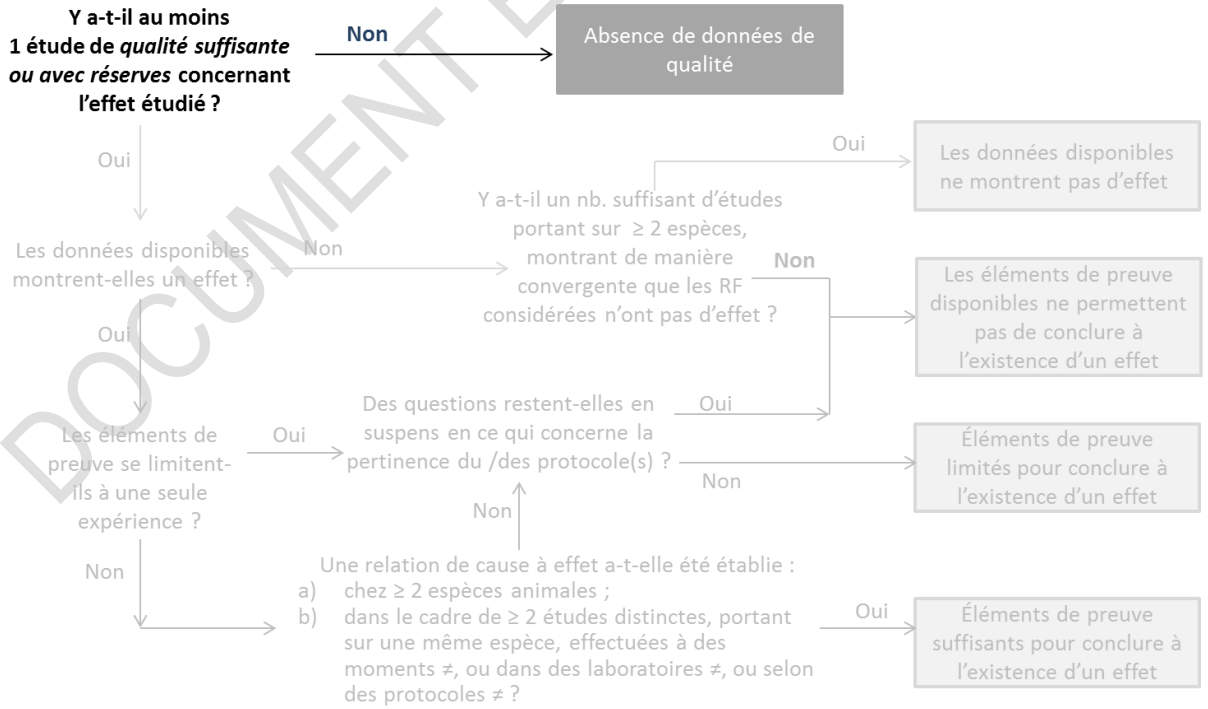 Y a-t-il au moins
1 étude de qualité suffisante
ou avec réserves concernant
l'effet étudié ?
Non
Absence de données de
qualité
Oui
Les données disponibles
montrent-elles un effet ?
Non
Y a-t-il un nb. suffisant d'études
portant sur ≥ 2 espèces,
montrant de manière
convergente que les RF
considérées n'ont pas d'effet ?
Oui
Les données disponibles
ne montrent pas d'effet
Non
Les éléments de preuve
disponibles ne permettent
pas de conclure à
l'existence d'un effet
Oui
Les éléments de
preuve se limitent-
ils à une seule
expérience ?
Oui
Des questions restent-elles en
suspens en ce qui concerne la
pertinence du /des protocole(s) ?
Oui
Non
Éléments de preuve
limités pour conclure à
l'existence d'un effet
Non
Non
Une relation de cause à effet a-t-elle été établie :
a) chez ≥ 2 espèces animales ;
b) dans le cadre de ≥ 2 études distinctes, portant
sur une même espèce, effectuées à des
moments ≠, ou dans des laboratoires ≠, ou selon
des protocoles ≠ ?
Oui
Éléments de preuve
suffisants pour conclure à
l'existence d'un effet
DOCUMENT